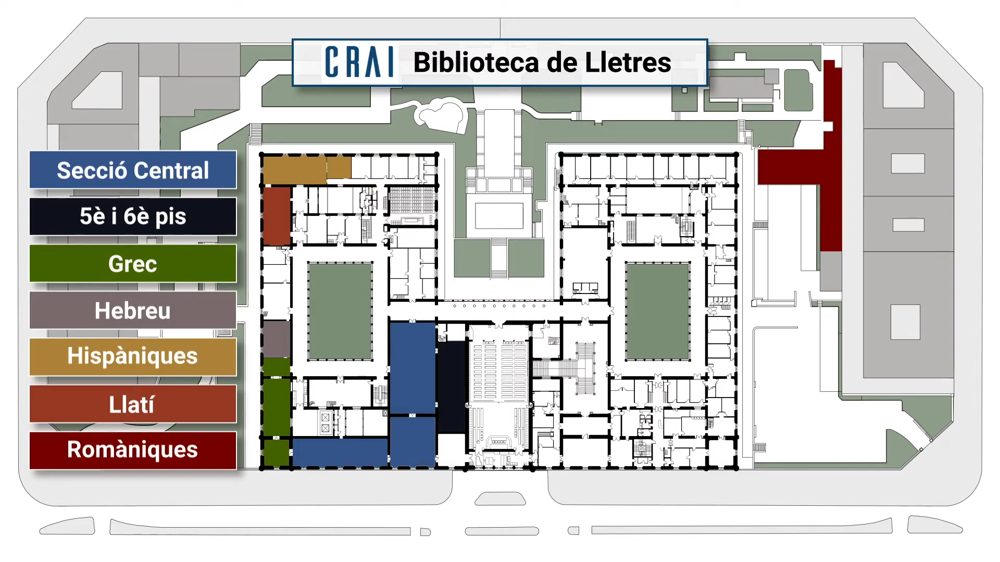 CRAI Biblioteca de Lletres
Secció Central
5è i 6è pis
Grec
Hebreu
Hispàniques
Llatí
Romàniques